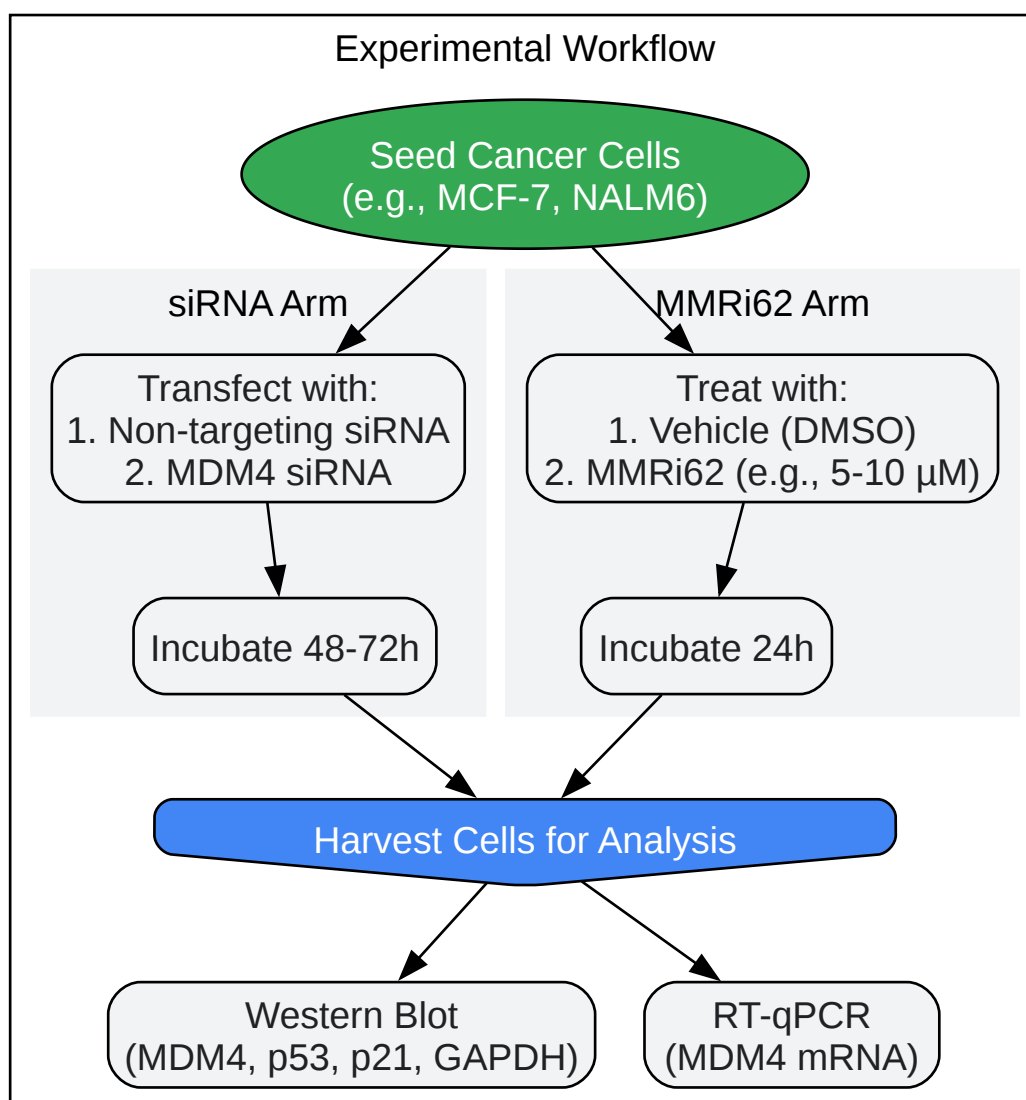 Experimental Workflow
Seed Cancer Cells
(e.g., MCF-7, NALM6)
siRNA Arm
Transfect with:
1. Non-targeting siRNA
2. MDM4 siRNA
Incubate 48-72h
MMRi62 Arm
Treat with:
1. Vehicle (DMSO)
2. MMRi62 (e.g., 5-10 µM)
Incubate 24h
Harvest Cells for Analysis
Western Blot
(MDM4, p53, p21, GAPDH)
RT-qPCR
(MDM4 mRNA)